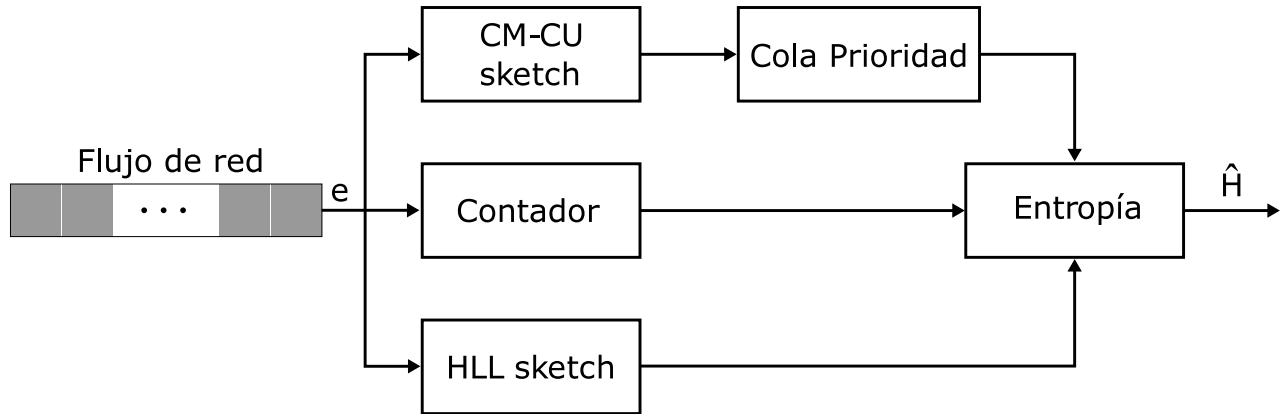 CM-CU
sketch
Cola Prioridad
Flujo de red
e
...
Contador
Entropía
Ĥ
HLL sketch